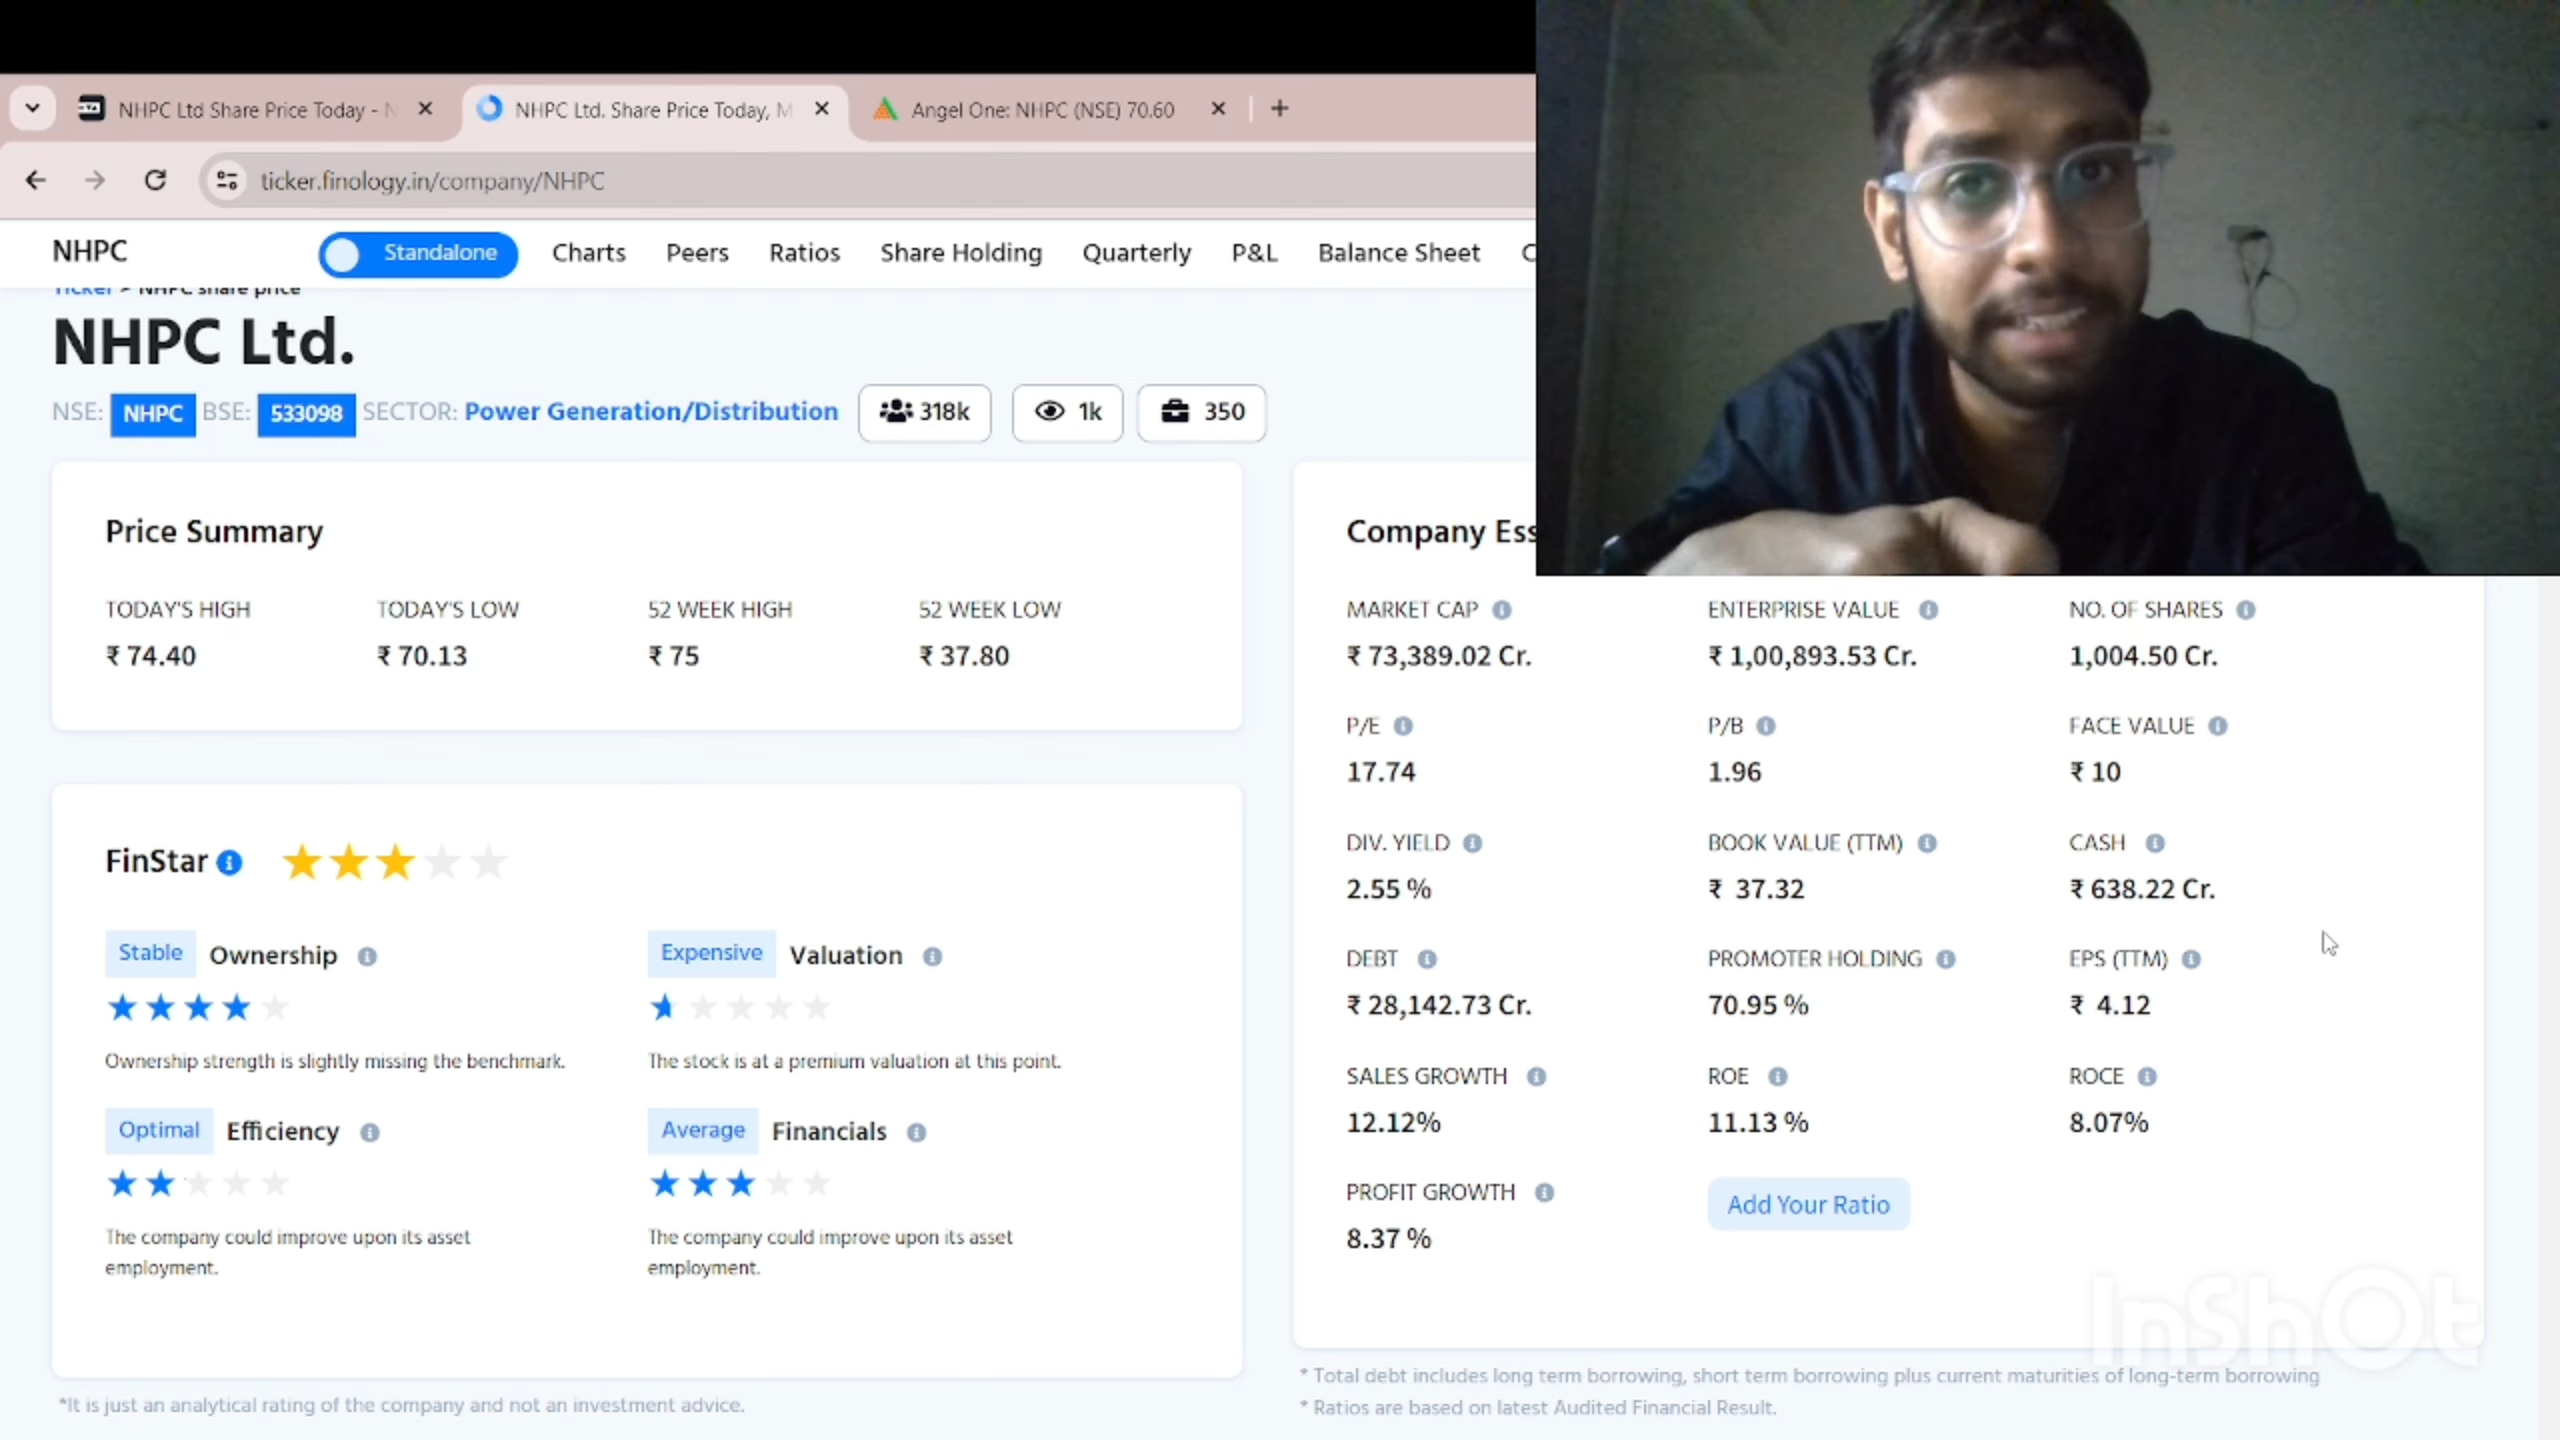 NHPC Ltd Share Price Today - N
NHPC Ltd. Share Price Today, M
Angel One: NHPC (NSE) 70.60
ticker.finology.in/company/NHPC
NHPC Standalone Charts Peers Ratios Share Holding Quarterly P&L Balance Sheet C
Ticker > NHPC share price
NHPC Ltd.
NSE: NHPC BSE: 533098 SECTOR: Power Generation/Distribution 318k 1k 350
Price Summary
TODAY'S HIGH TODAY'S LOW 52 WEEK HIGH 52 WEEK LOW
₹ 74.40 ₹ 70.13 ₹ 75 ₹ 37.80
FinStar
Stable Ownership
Ownership strength is slightly missing the benchmark.
Expensive Valuation
The stock is at a premium valuation at this point.
Optimal Efficiency
The company could improve upon its asset
employment.
Average Financials
The company could improve upon its asset
employment.
*It is just an analytical rating of the company and not an investment advice.
Company Ess
MARKET CAP ENTERPRISE VALUE NO. OF SHARES
₹ 73,389.02 Cr. ₹ 1,00,893.53 Cr. 1,004.50 Cr.
P/E P/B FACE VALUE
17.74 1.96 ₹ 10
DIV. YIELD BOOK VALUE (TTM) CASH
2.55 % ₹ 37.32 ₹ 638.22 Cr.
DEBT PROMOTER HOLDING EPS (TTM)
₹ 28,142.73 Cr. 70.95 % ₹ 4.12
SALES GROWTH ROE ROCE
12.12% 11.13 % 8.07%
PROFIT GROWTH Add Your Ratio
8.37 %
InShOt
* Total debt includes long term borrowing, short term borrowing plus current maturities of long-term borrowing
* Ratios are based on latest Audited Financial Result.